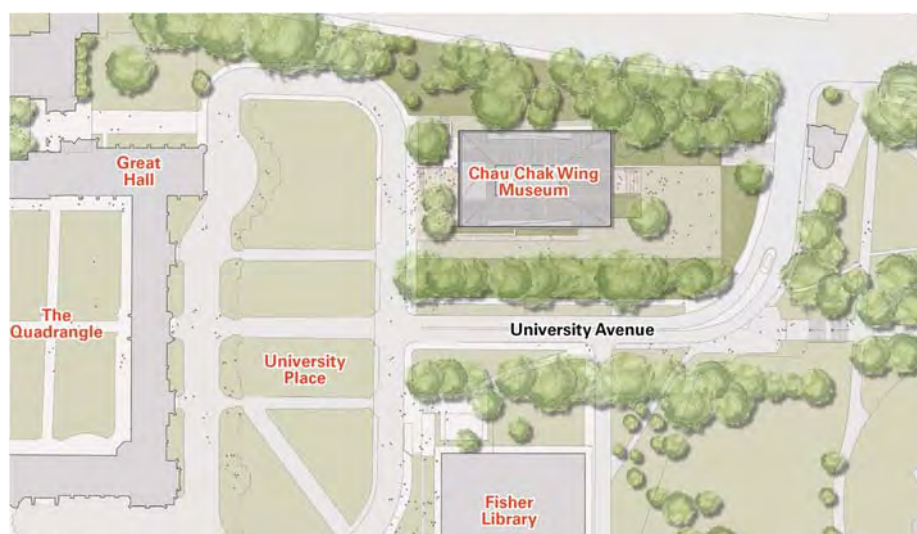 Great
Hall
Chau Chak Wing
Museum
The
Quadrangle
University Avenue
University
Place
Fisher
Library